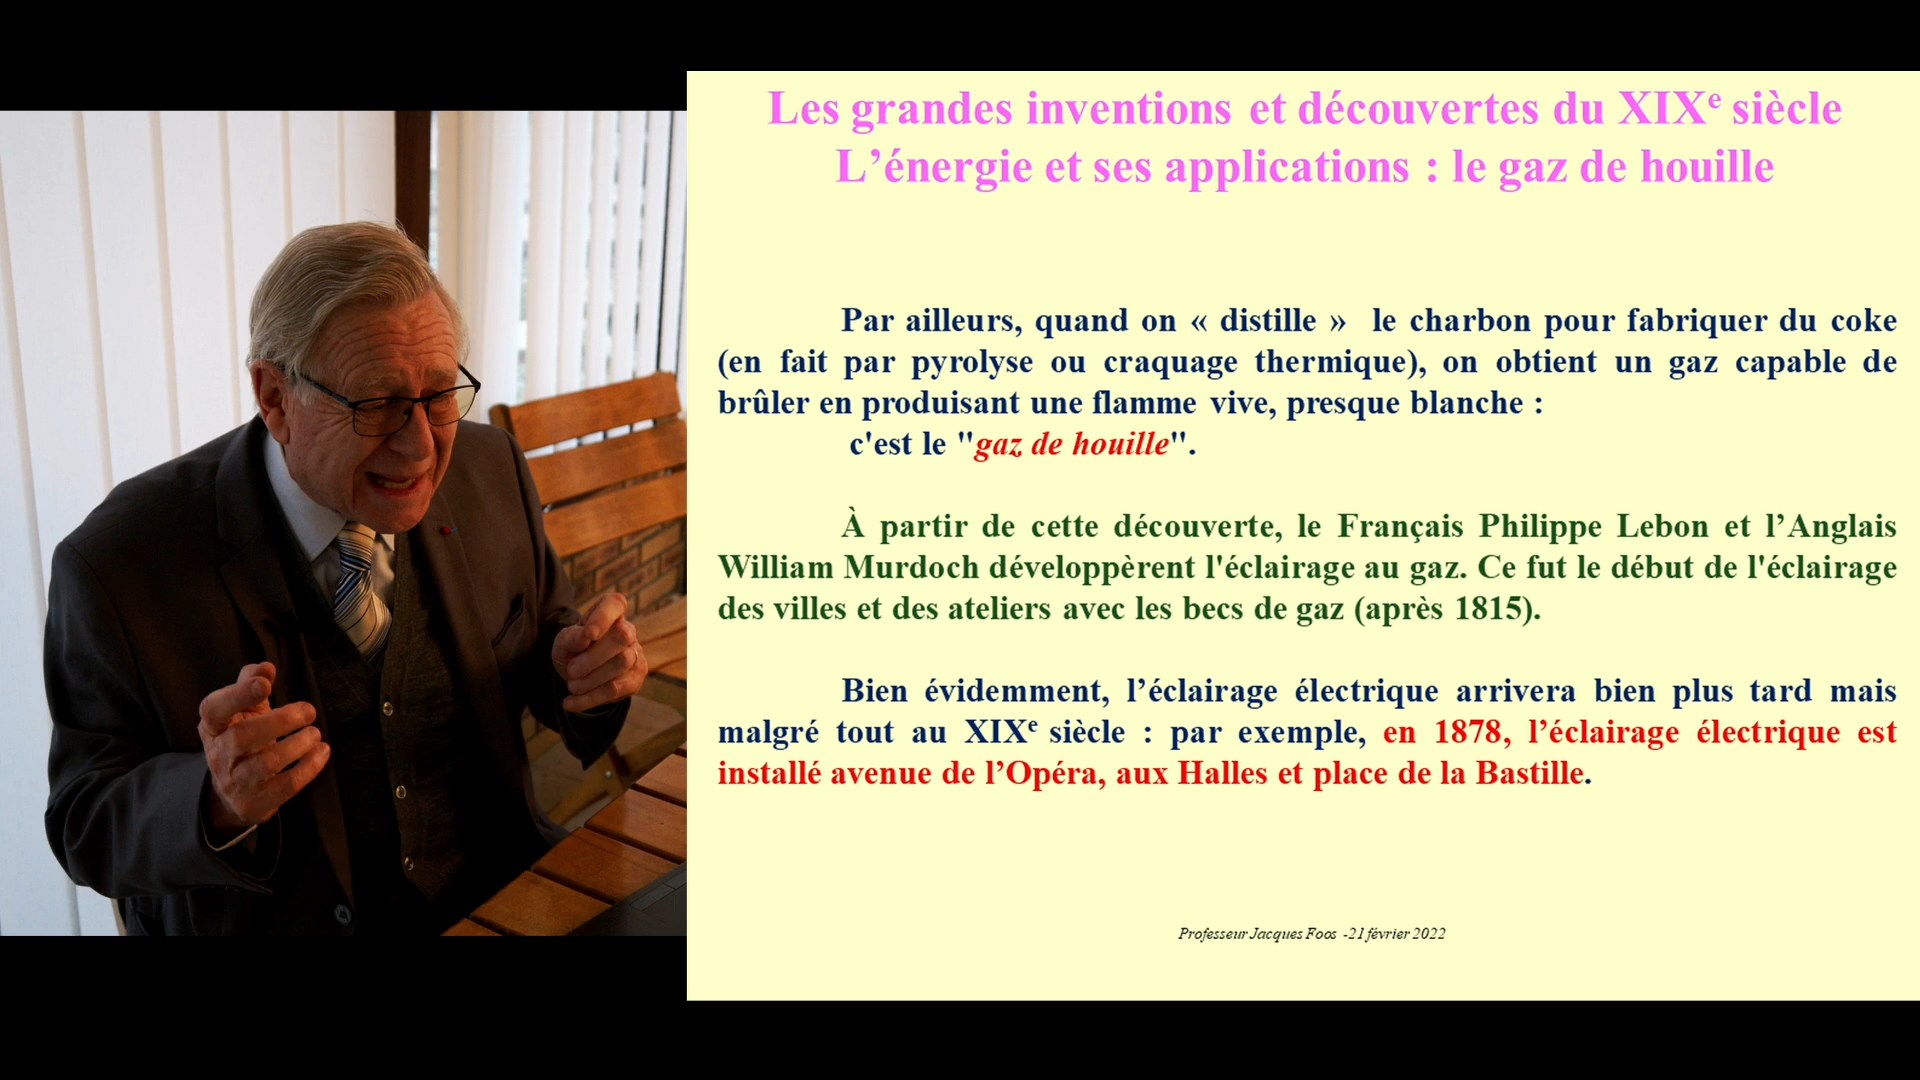 Les grandes inventions et découvertes du XIXe siècle
L’énergie et ses applications : le gaz de houille
Par ailleurs, quand on « distille » le charbon pour fabriquer du coke
(en fait par pyrolyse ou craquage thermique), on obtient un gaz capable de
brûler en produisant une flamme vive, presque blanche :
c'est le "gaz de houille".
À partir de cette découverte, le Français Philippe Lebon et l’Anglais
William Murdoch développèrent l'éclairage au gaz. Ce fut le début de l'éclairage
des villes et des ateliers avec les becs de gaz (après 1815).
Bien évidemment, l’éclairage électrique arrivera bien plus tard mais
malgré tout au XIXe siècle : par exemple, en 1878, l’éclairage électrique est
installé avenue de l’Opéra, aux Halles et place de la Bastille.
Professeur Jacques Foos -21 février 2022